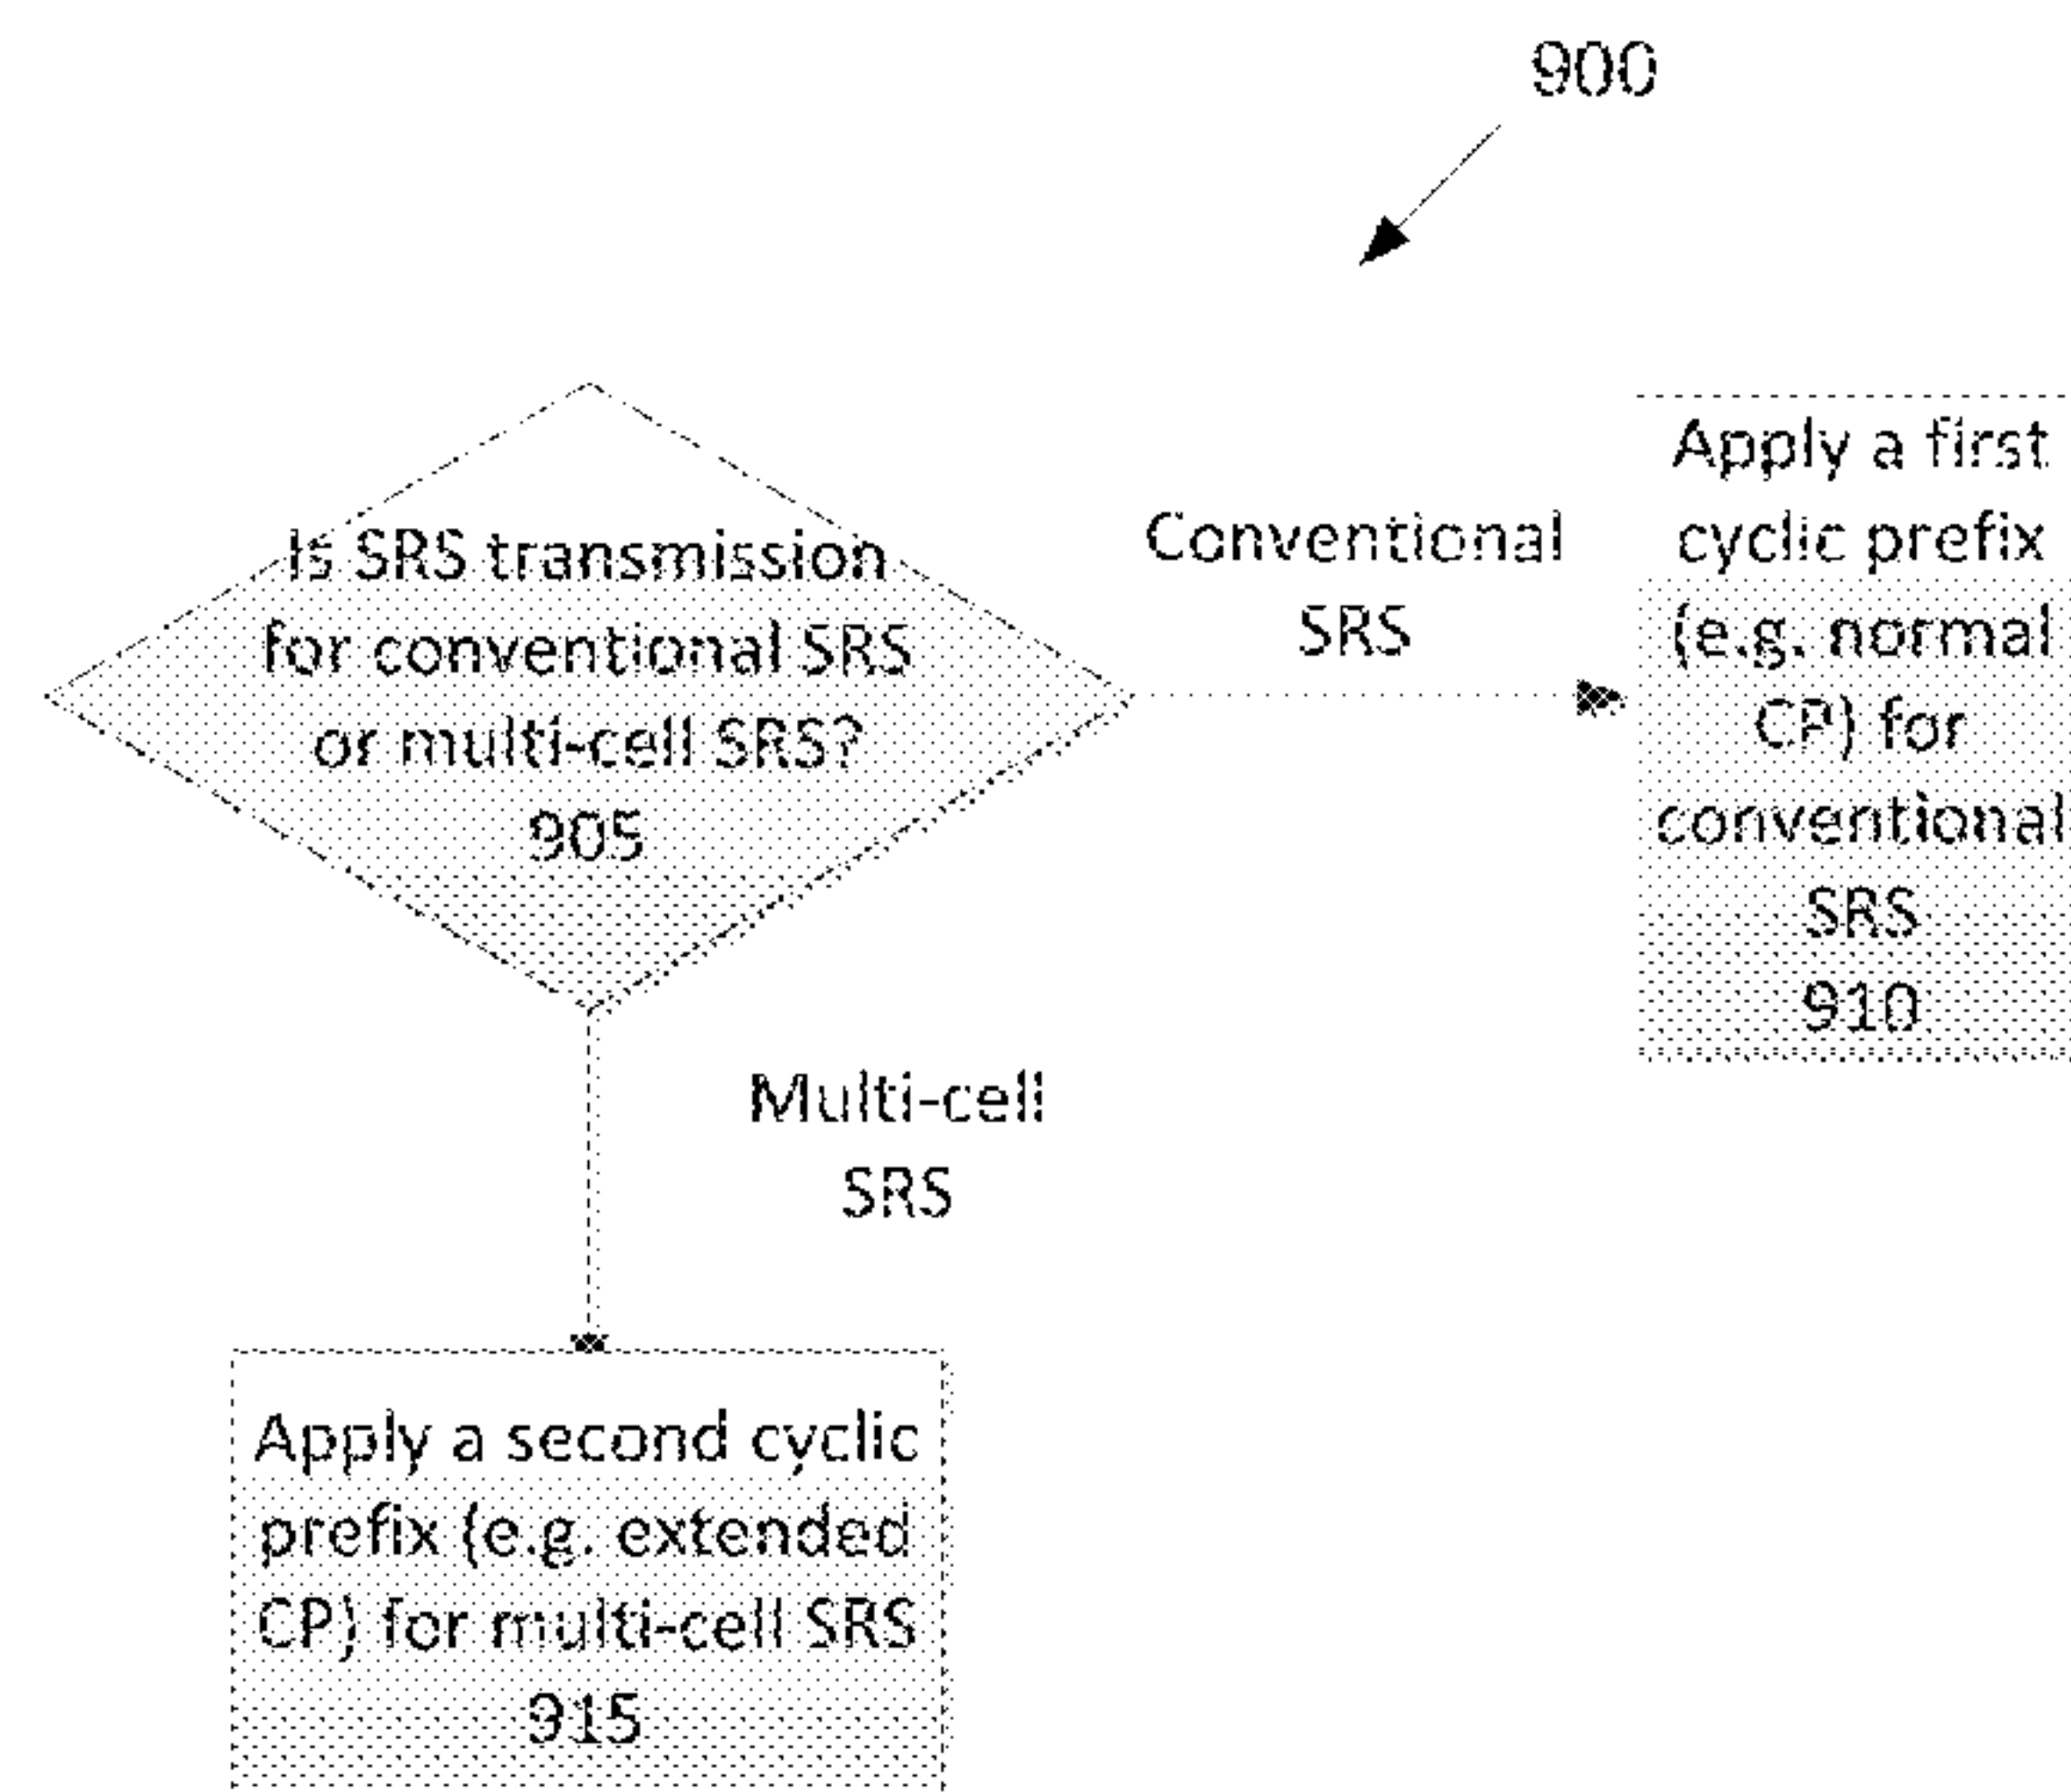 900
Is SRS transmission
for conventional SRS
or multi-cell SRS?
905
Conventional
SRS
Apply a first
cyclic prefix
(e.g. normal
CP) for
conventional
SRS
910
Multi-cell
SRS
Apply a second cyclic
prefix (e.g. extended
CP) for multi-cell SRS
915